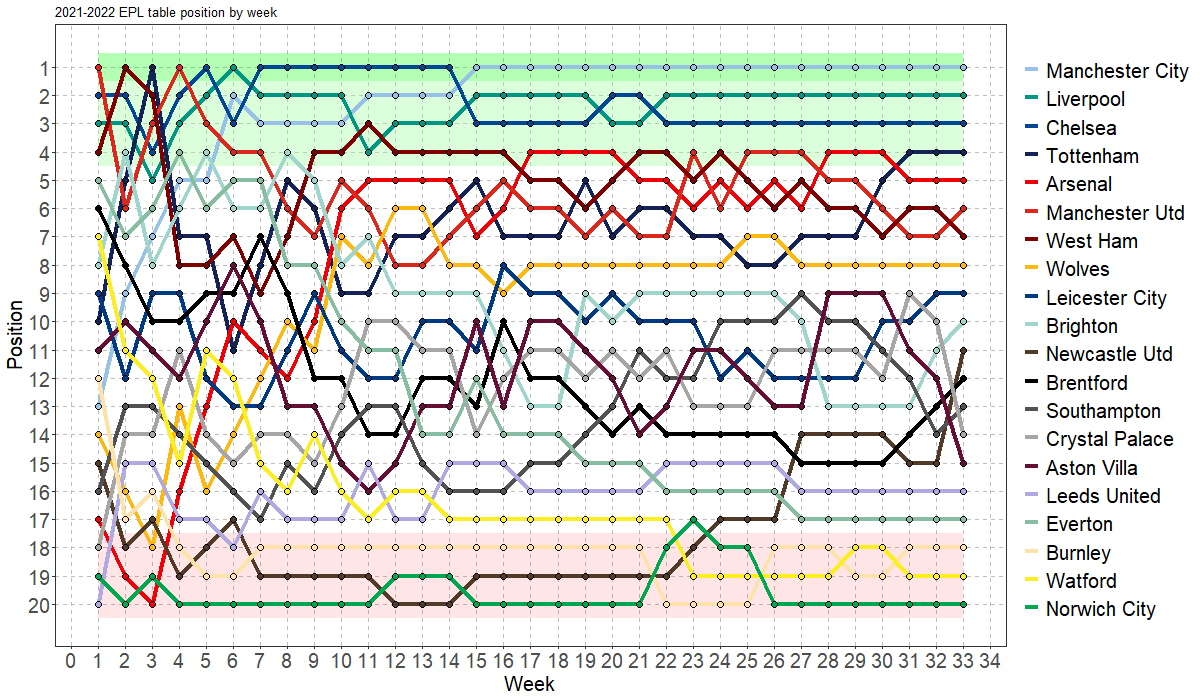 2021-2022 EPL table position by week
Position
1
2
3
4
5
6
7
8
9
10
11
12
13
14
15
16
17
18
19
20
0 1 2 3 4 5 6 7 8 9 10 11 12 13 14 15 16 17 18 19 20 21 22 23 24 25 26 27 28 29 30 31 32 33 34
Week
Manchester City
Liverpool
Chelsea
Tottenham
Arsenal
Manchester Utd
West Ham
Wolves
Leicester City
Brighton
Newcastle Utd
Brentford
Southampton
Crystal Palace
Aston Villa
Leeds United
Everton
Burnley
Watford
Norwich City